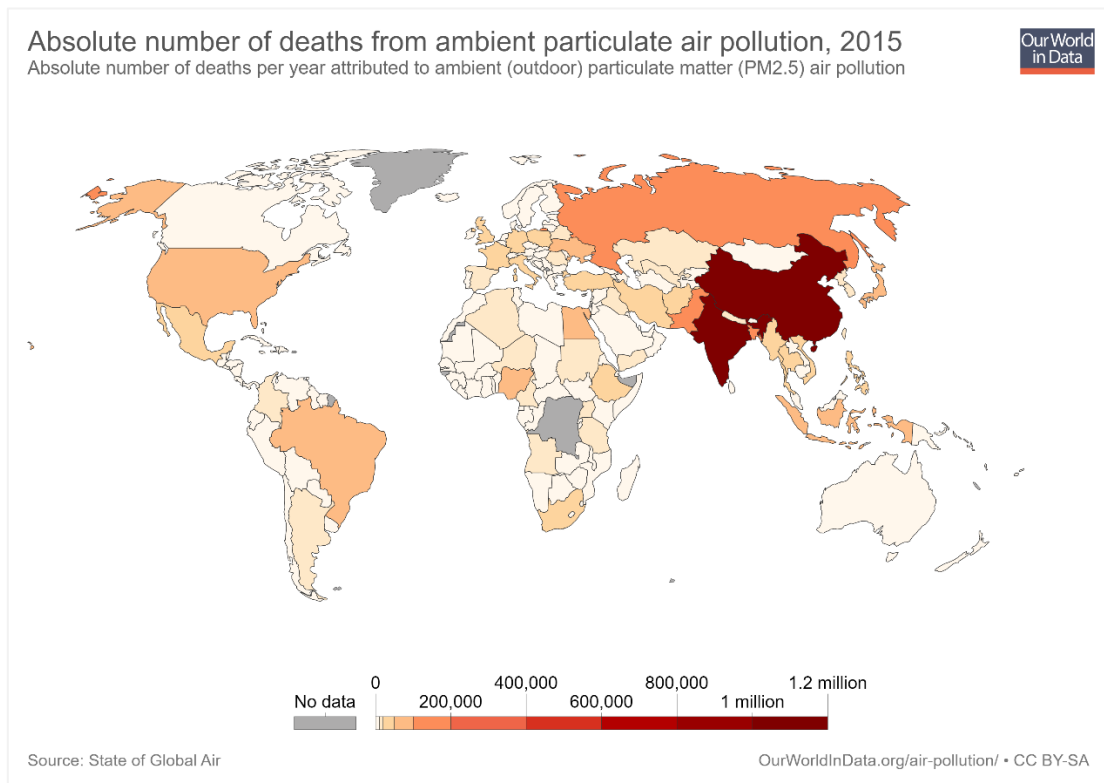 Absolute number of deaths from ambient particulate air pollution, 2015
Absolute number of deaths per year attributed to ambient (outdoor) particulate matter (PM2.5) air pollution
Our World
in Data
No data
0
200,000
400,000
600,000
800,000
1 million
1.2 million
Source: State of Global Air
OurWorldInData.org/air-pollution/ • CC BY-SA